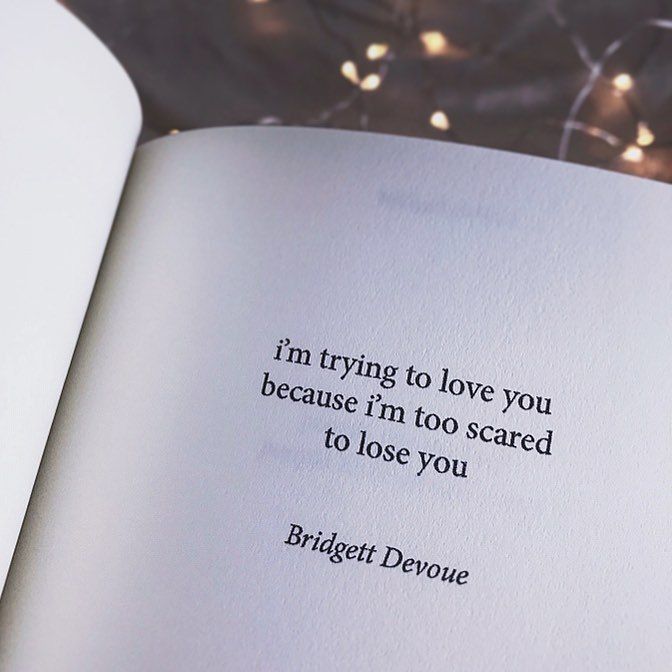 i'm trying to love you
because i'm too scared
to lose you
Bridgett Devoue